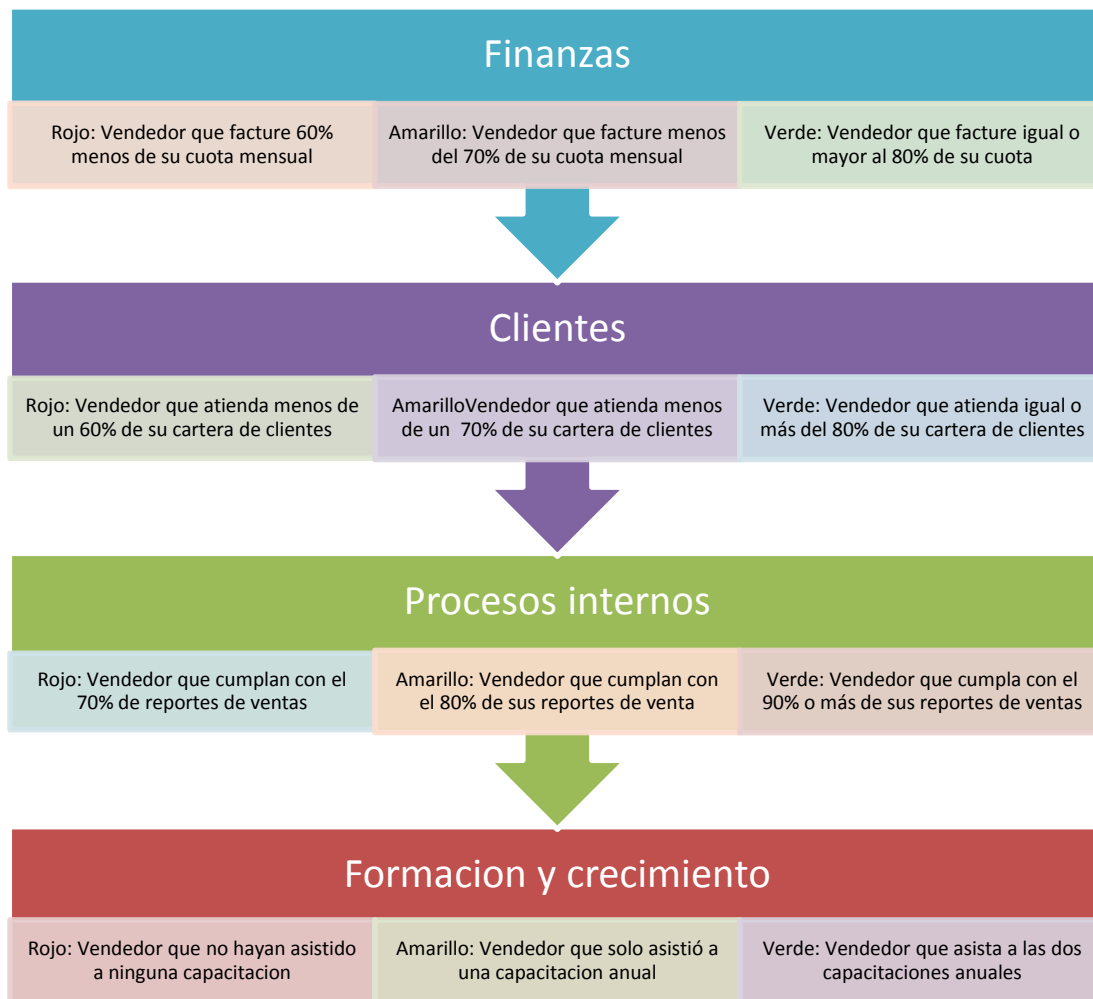 Finanzas
Rojo: Vendedor que facture 60%
menos de su cuota mensual
Amarillo: Vendedor que facture menos
del 70% de su cuota mensual
Verde: Vendedor que facture igual o
mayor al 80% de su cuota
Clientes
Rojo: Vendedor que atienda menos de
un 60% de su cartera de clientes
AmarilloVendedor que atienda menos
de un  70% de su cartera de clientes
Verde: Vendedor que atienda igual o
más del 80% de su cartera de clientes
Procesos internos
Rojo: Vendedor que cumplan con el
70% de reportes de ventas
Amarillo: Vendedor que cumplan con
el 80% de sus reportes de venta
Verde: Vendedor que cumpla con el
90% o más de sus reportes de ventas
Formacion y crecimiento
Rojo: Vendedor que no hayan asistido
a ninguna capacitacion
Amarillo: Vendedor que solo asistió a
una capacitacion anual
Verde: Vendedor que asista a las dos
capacitaciones anuales